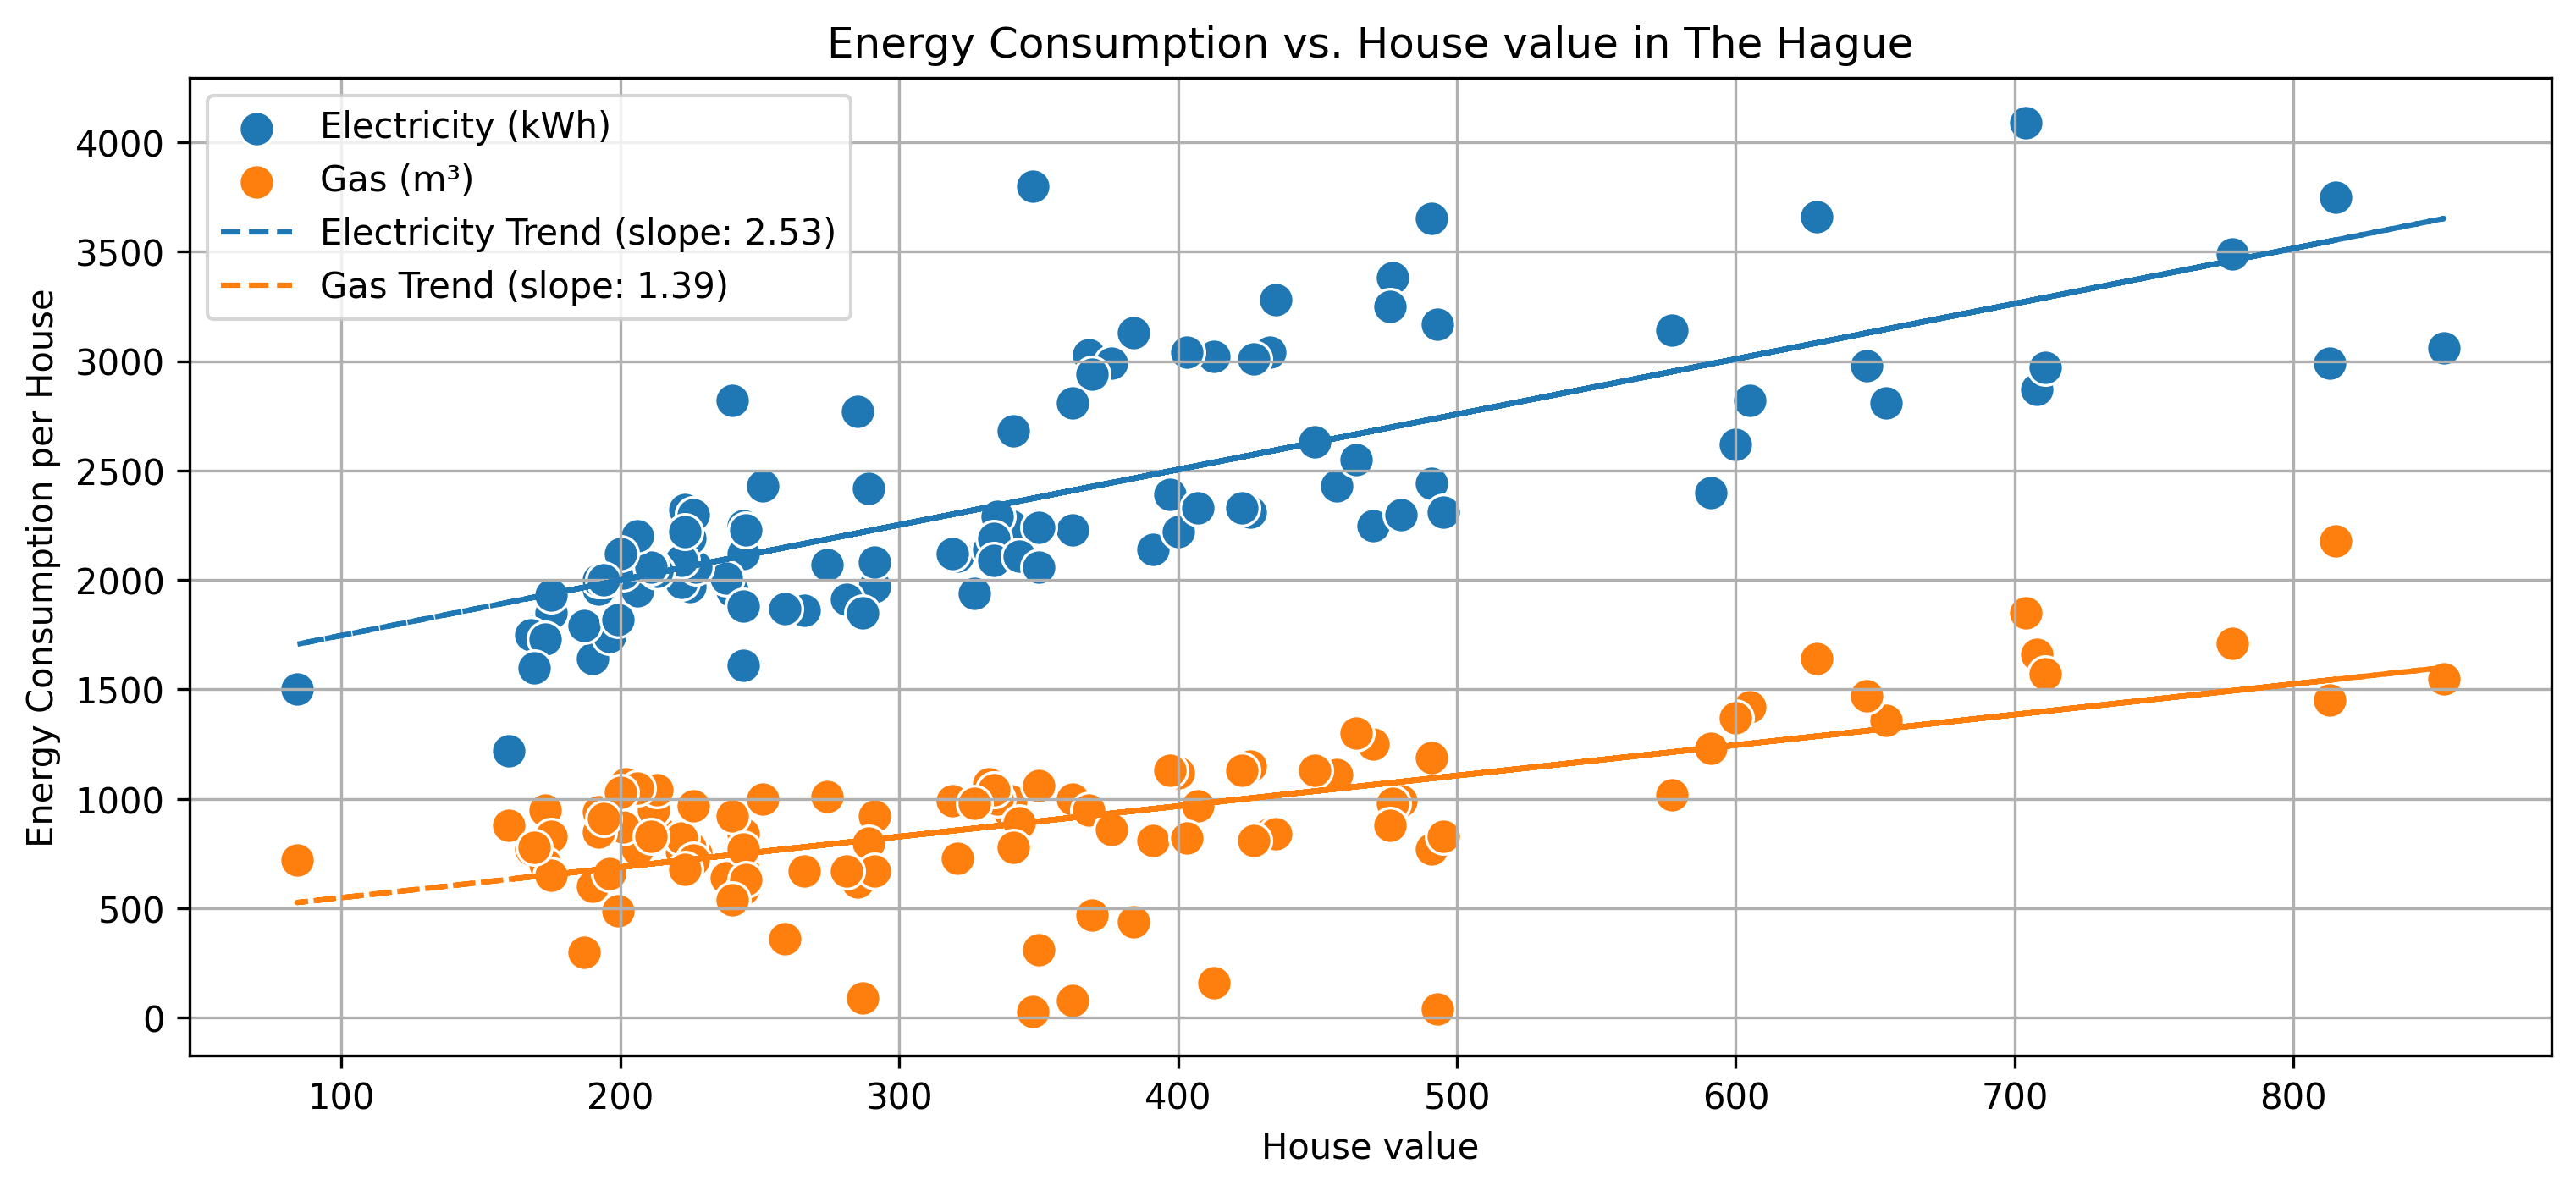 Energy Consumption vs. House value in The Hague
Electricity (kWh)
Gas (m³)
Electricity Trend (slope: 2.53)
Gas Trend (slope: 1.39)
Energy Consumption per House
4000
3500
3000
2500
2000
1500
1000
500
0
100 200 300 400 500 600 700 800
House value